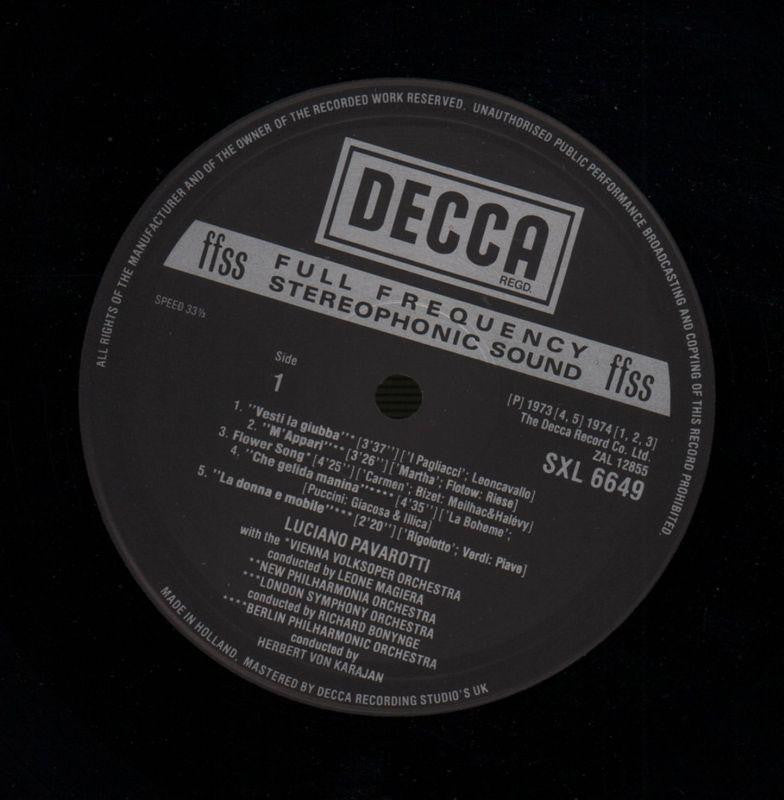 ALL RIGHTS OF THE MANUFACTURER AND OF THE OWNER OF THE RECORDED WORK RESERVED. UNAUTHORISED PUBLIC PERFORMANCE BROADCASTING AND COPYING OF THIS RECORD PROHIBITED.
DECCA
REGD.
ffss FULL FREQUENCY ffss
STEREOPHONIC SOUND
SPEED 33⅓
Side
1
[P] 1973 [4, 5] 1974 [1, 2, 3]
The Decca Record Co. Ltd.
ZAL 12855
SXL 6649
1. "Vesti la giubba"* [3'37"] ['I Pagliacci'; Leoncavallo]
2. "M'Appari"** [3'26"] ['Martha'; Flotow: Riese]
3. Flower Song* [4'25"] ['Carmen'; Bizet: Meilhac&Halévy]
4. "Che gelida manina"**** [4'35"] ['La Boheme';
[Puccini: Giacosa & Illica]
5. "La donna e mobile"*** [2'20"] ['Rigolotto'; Verdi: Piave]
LUCIANO PAVAROTTI
with the *VIENNA VOLKSOPER ORCHESTRA
conducted by LEONE MAGIERA
**NEW PHILHARMONIA ORCHESTRA
***LONDON SYMPHONY ORCHESTRA
conducted by RICHARD BONYNGE
****BERLIN PHILHARMONIC ORCHESTRA
conducted by
HERBERT VON KARAJAN
MADE IN HOLLAND. MASTERED BY DECCA RECORDING STUDIO'S UK